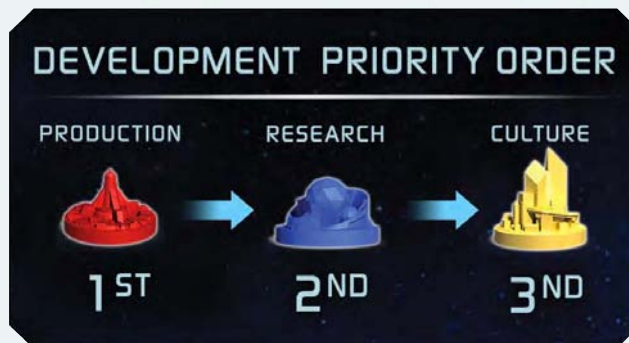 DEVELOPMENT PRIORITY ORDER
PRODUCTION RESEARCH CULTURE
1ST 2ND 3ND